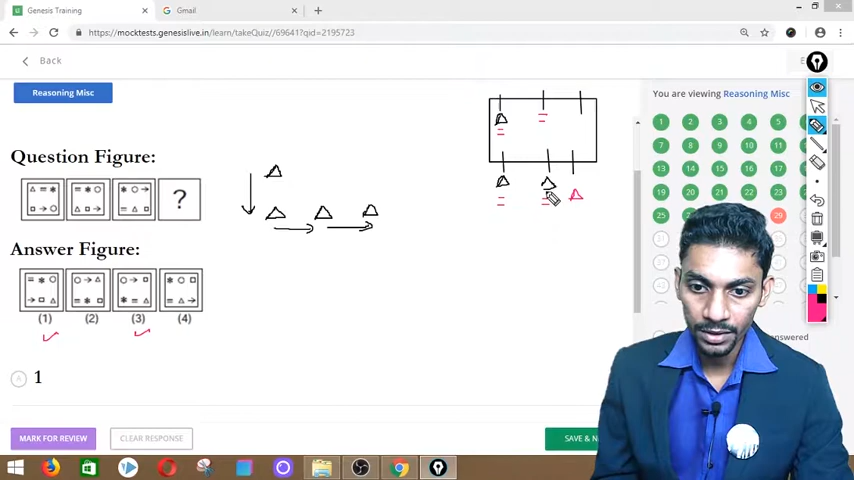 Genesis Training
Gmail
https://mocktests.genesislive.in/learn/takeQuiz//69641?qid=2195723
Back
Reasoning Misc
You are viewing Reasoning Misc
1 2 3 4 5
7 8 9 10 11
13 14 15 16 17
19 20 21 22 23
25 29
Question Figure:
?
Answer Figure:
(1) (2) (3) (4)
A 1
MARK FOR REVIEW
CLEAR RESPONSE
SAVE & N